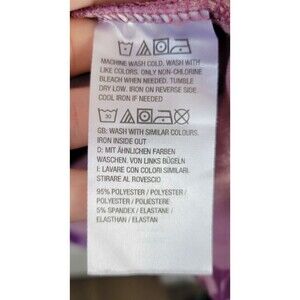 MACHINE WASH COLD. WASH WITH
LIKE COLORS. ONLY NON-CHLORINE
BLEACH WHEN NEEDED. TUMBLE
DRY LOW. IRON ON REVERSE SIDE.
COOL IRON IF NEEDED
30
GB: WASH WITH SIMILAR COLOURS.
IRON INSIDE OUT
D: MIT ÄHNLICHEN FARBEN
WASCHEN. VON LINKS BÜGELN
I: LAVARE CON COLORI SIMILARI.
STIRARE AL ROVESCIO
95% POLYESTER / POLYESTER /
POLYESTER / POLIESTERE
5% SPANDEX / ELASTANE /
ELASTHAN / ELASTAN